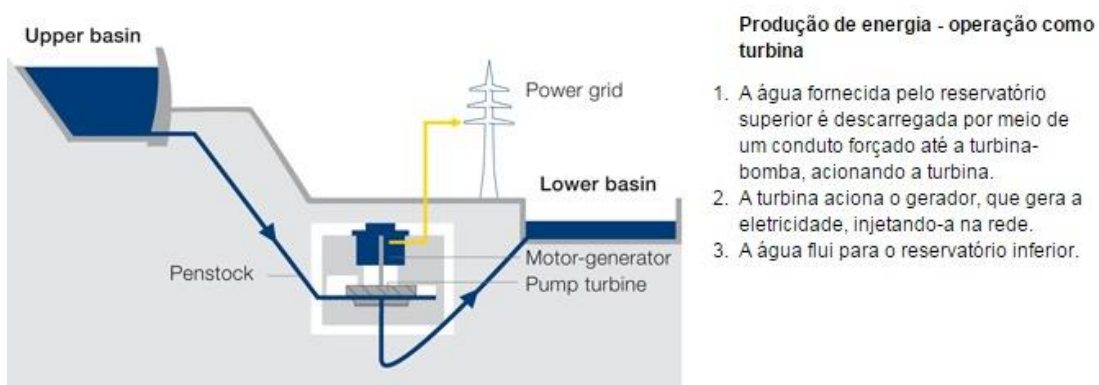 Upper basin
Power grid
Lower basin
Motor-generator
Pump turbine
Penstock
Produção de energia - operação como
turbina
1. A água fornecida pelo reservatório
superior é descarregada por meio de
um conduto forçado até a turbina-
bomba, acionando a turbina.
2. A turbina aciona o gerador, que gera a
eletricidade, injetando-a na rede.
3. A água flui para o reservatório inferior.